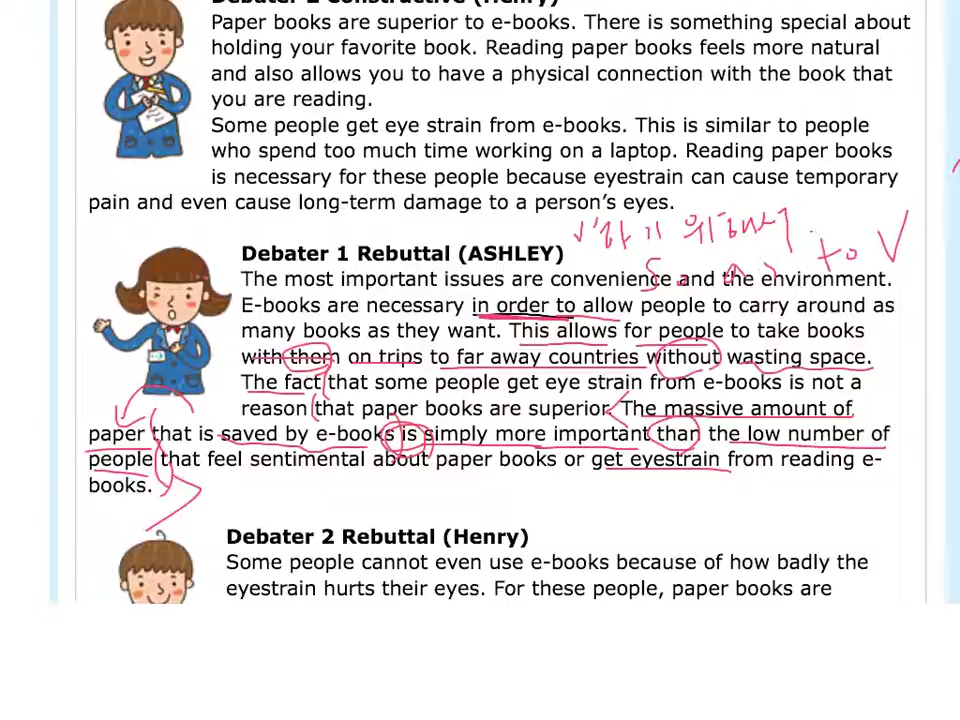 Debater 2 Constructive (Henry)
Paper books are superior to e-books. There is something special about
holding your favorite book. Reading paper books feels more natural
and also allows you to have a physical connection with the book that
you are reading.
Some people get eye strain from e-books. This is similar to people
who spend too much time working on a laptop. Reading paper books
is necessary for these people because eyestrain can cause temporary
pain and even cause long-term damage to a person's eyes.
~하기 위해서
so as to V
Debater 1 Rebuttal (ASHLEY)
The most important issues are convenience and the environment.
E-books are necessary in order to allow people to carry around as
many books as they want. This allows for people to take books
with them on trips to far away countries without wasting space.
The fact that some people get eye strain from e-books is not a
reason that paper books are superior. The massive amount of
paper that is saved by e-books is simply more important than the low number of
people that feel sentimental about paper books or get eyestrain from reading e-
books.
Debater 2 Rebuttal (Henry)
Some people cannot even use e-books because of how badly the
eyestrain hurts their eyes. For these people, paper books are